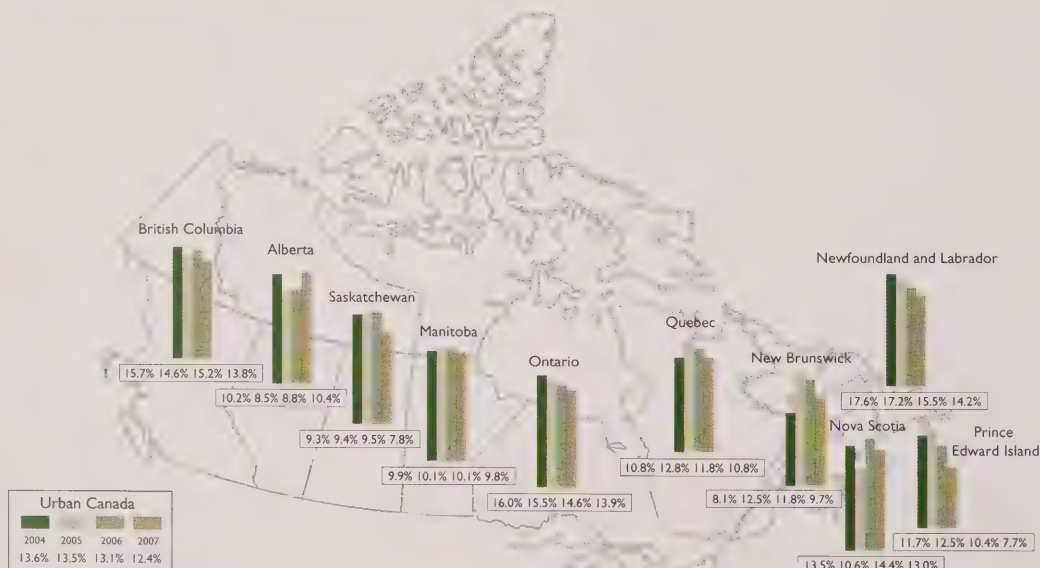 British Columbia
15.7% 14.6% 15.2% 13.8%
Alberta
10.2% 8.5% 8.8% 10.4%
Saskatchewan
9.3% 9.4% 9.5% 7.8%
Manitoba
9.9% 10.1% 10.1% 9.8%
Ontario
16.0% 15.5% 14.6% 13.9%
Quebec
10.8% 12.8% 11.8% 10.8%
New Brunswick
8.1% 12.5% 11.8% 9.7%
Newfoundland and Labrador
17.6% 17.2% 15.5% 14.2%
Nova Scotia
13.5% 10.6% 14.4% 13.0%
Prince
Edward Island
11.7% 12.5% 10.4% 7.7%
Urban Canada
2004 2005 2006 2007
13.6% 13.5% 13.1% 12.4%